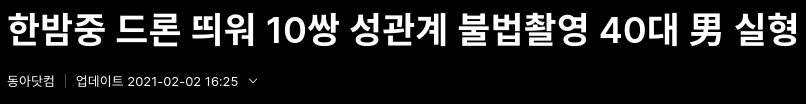 한밤중 드론 띄워 10쌍 성관계 불법촬영 40대 男 실형
동아닷컴 | 업데이트 2021-02-02 16:25